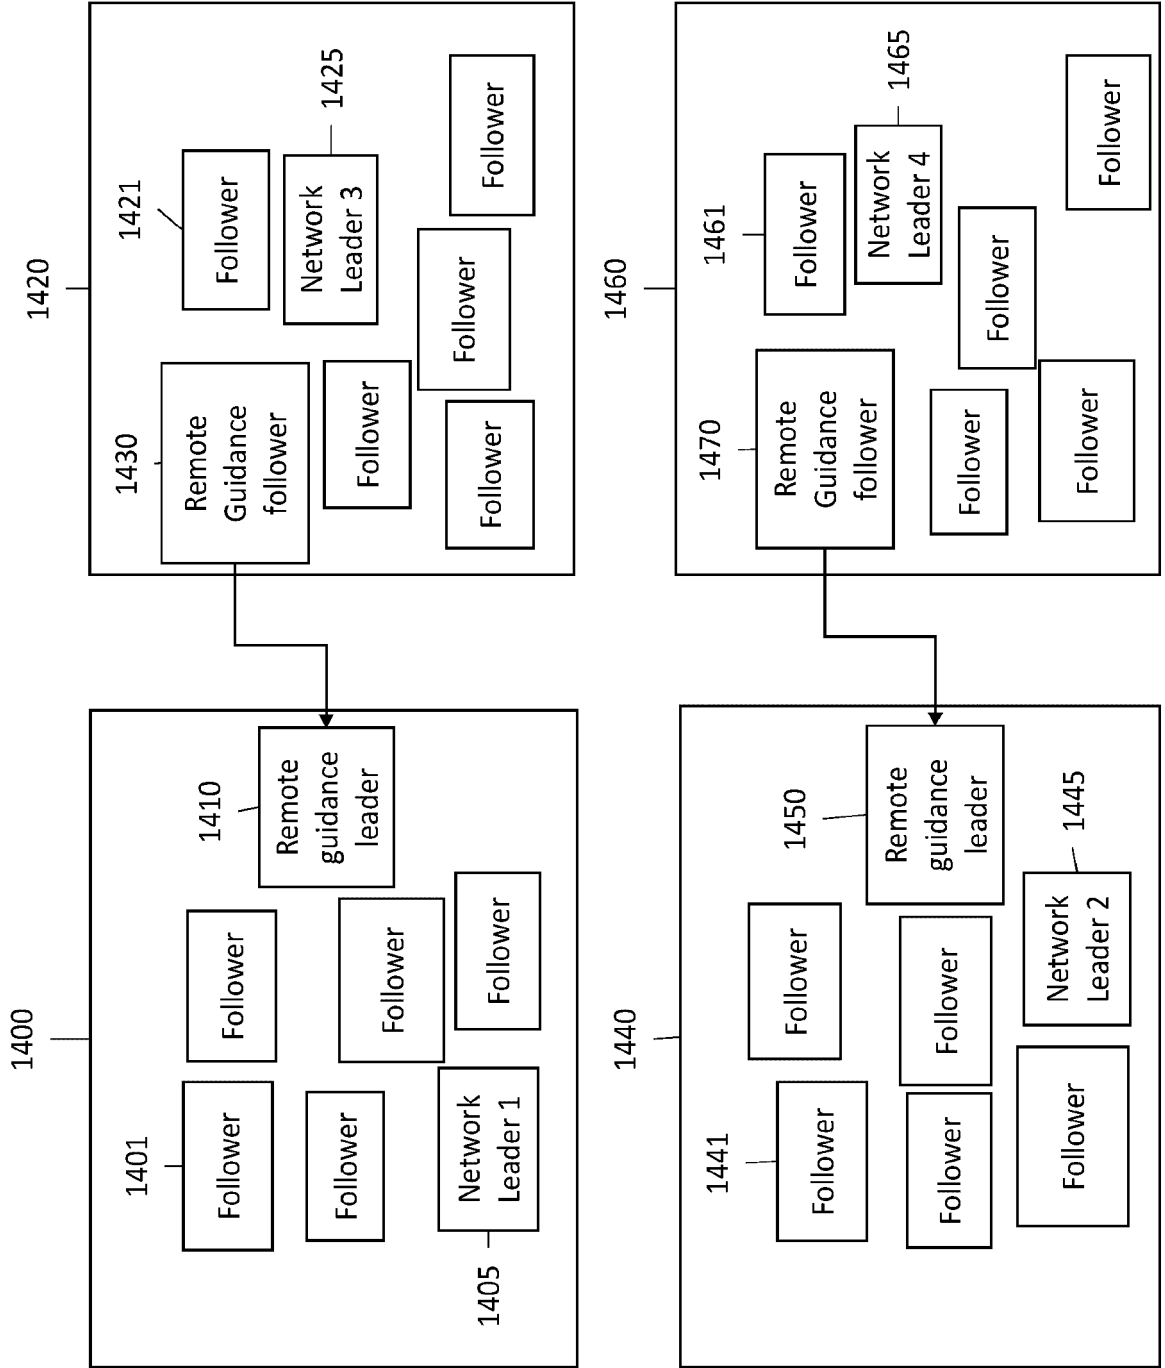 1400
1401
Follower
Follower
1410
Remote
guidance
leader
Follower
Follower
Network
Leader 1
Follower
1405
1420
1430
1421
Remote
Guidance
follower
Follower
Network
Leader 3
1425
Follower
Follower
Follower
Follower
1440
1441
Follower
Follower
1450
Remote
guidance
leader
Follower
Follower
Follower
Network
Leader 2
1445
1460
1470
1461
Remote
Guidance
follower
Follower
Network
Leader 4
1465
Follower
Follower
Follower
Follower